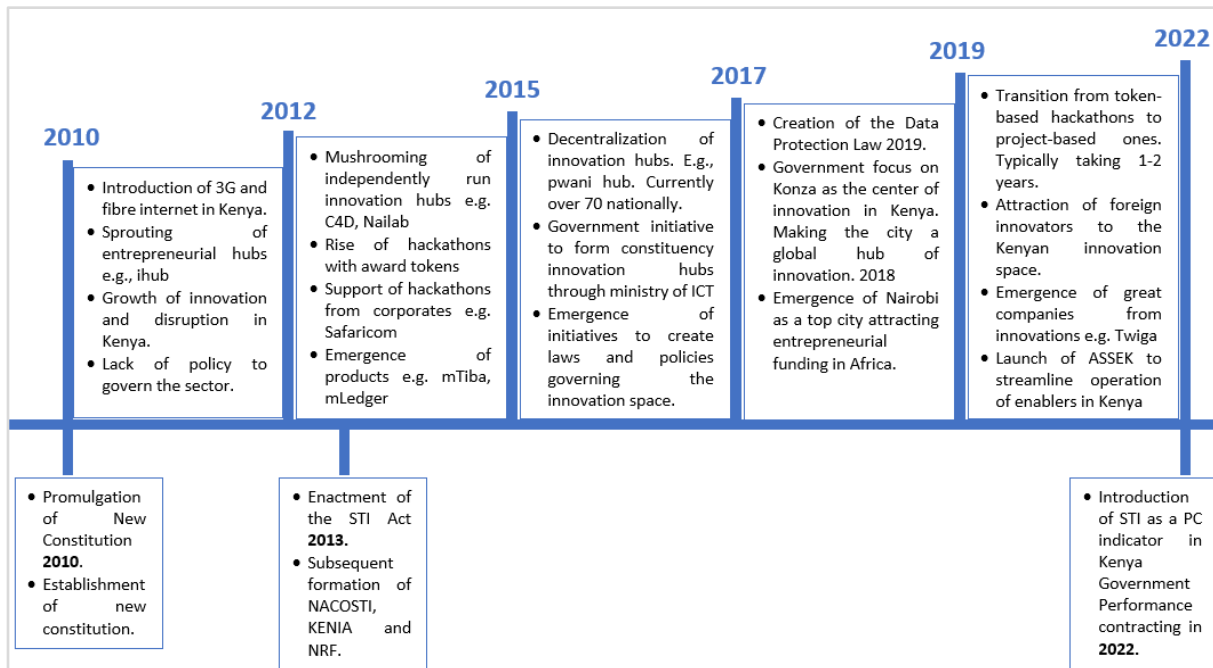 2010
• Introduction of 3G and
fibre internet in Kenya.
• Sprouting of
entrepreneurial hubs
e.g., ihub
• Growth of innovation
and disruption in
Kenya.
• Lack of policy to
govern the sector.
2012
• Mushrooming of
independently run
innovation hubs e.g.
C4D, Nailab
• Rise of hackathons
with award tokens
• Support of hackathons
from corporates e.g.
Safaricom
• Emergence of
products e.g. mTiba,
mLedger
2015
• Decentralization of
innovation hubs. E.g.,
pwani hub. Currently
over 70 nationally.
• Government initiative
to form constituency
innovation hubs
through ministry of ICT
• Emergence of
initiatives to create
laws and policies
governing the
innovation space.
2017
• Creation of the Data
Protection Law 2019.
• Government focus on
Konza as the center of
innovation in Kenya.
Making the city a
global hub of
innovation. 2018
• Emergence of Nairobi
as a top city attracting
entrepreneurial
funding in Africa.
2019
• Transition from token-
based hackathons to
project-based ones.
Typically taking 1-2
years.
• Attraction of foreign
innovators to the
Kenyan innovation
space.
• Emergence of great
companies from
innovations e.g. Twiga
• Launch of ASSEK to
streamline operation
of enablers in Kenya
2022
• Promulgation
of New
Constitution
2010.
• Establishment
of new
constitution.
• Enactment of
the STI Act
2013.
• Subsequent
formation of
NACOSTI,
KENIA and
NRF.
• Introduction
of STI as a PC
indicator in
Kenya
Government
Performance
contracting in
2022.